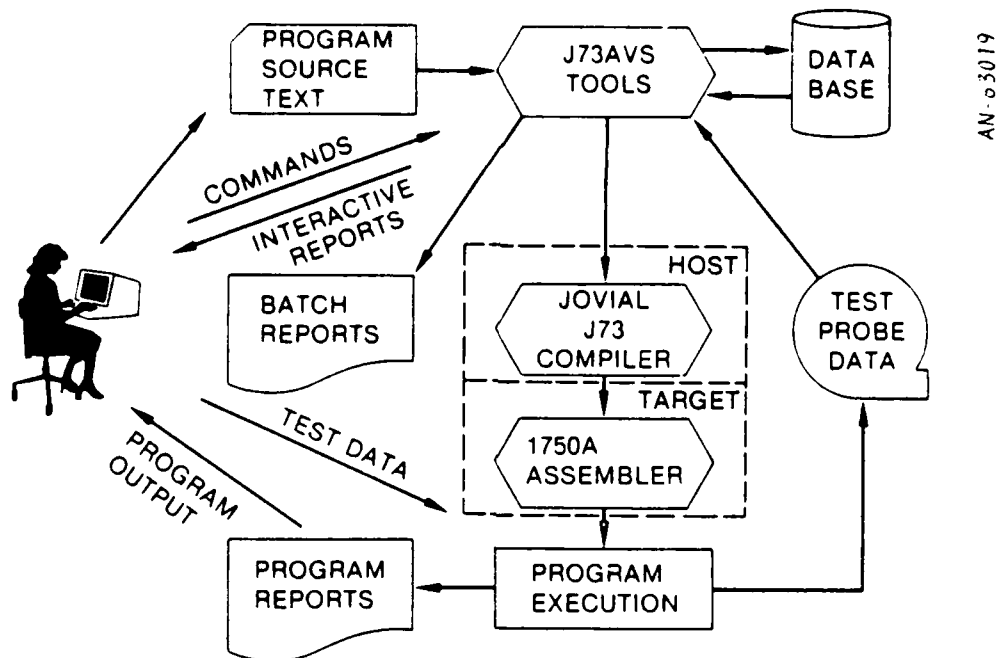 PROGRAM
SOURCE
TEXT
J73AVS
TOOLS
DATA
BASE
AN-03019
COMMANDS
INTERACTIVE
REPORTS
BATCH
REPORTS
HOST
JOVIAL
J73
COMPILER
TEST
PROBE
DATA
TARGET
1750A
ASSEMBLER
TEST DATA
PROGRAM
OUTPUT
PROGRAM
REPORTS
PROGRAM
EXECUTION